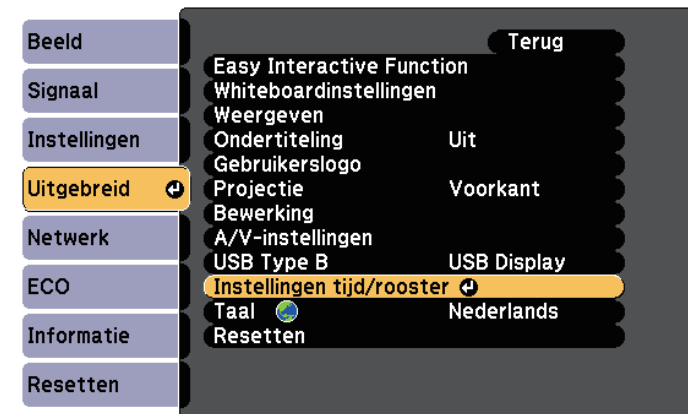 Beeld
Signaal
Instellingen
Uitgebreid
Netwerk
ECO
Informatie
Resetten
Terug
Easy Interactive Function
Whiteboardinstellingen
Weergeven
Ondertiteling Uit
Gebruikerslogo
Projectie Voorkant
Bewerking
A/V-instellingen
USB Type B USB Display
Instellingen tijd/rooster
Taal Nederlands
Resetten